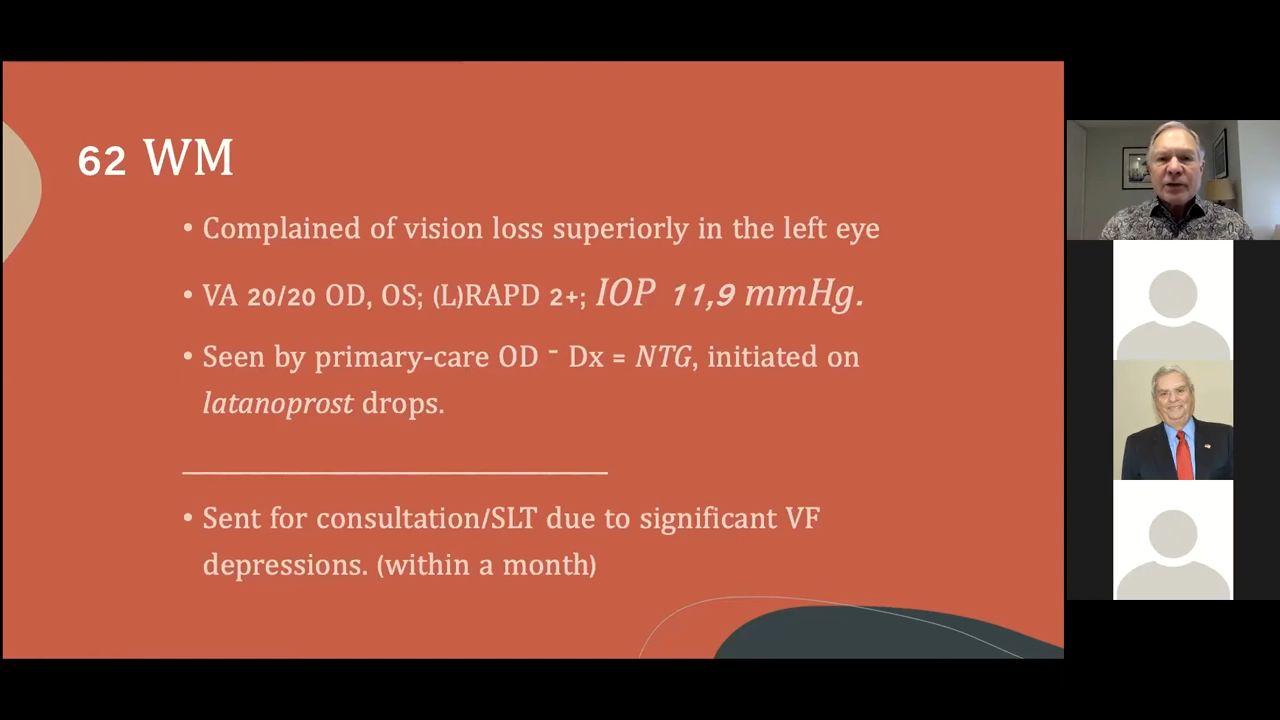 62 WM
• Complained of vision loss superiorly in the left eye
• VA 20/20 OD, OS; (L)RAPD 2+; IOP 11,9 mmHg.
• Seen by primary-care OD - Dx = NTG, initiated on
latanoprost drops.
• Sent for consultation/SLT due to significant VF
depressions. (within a month)